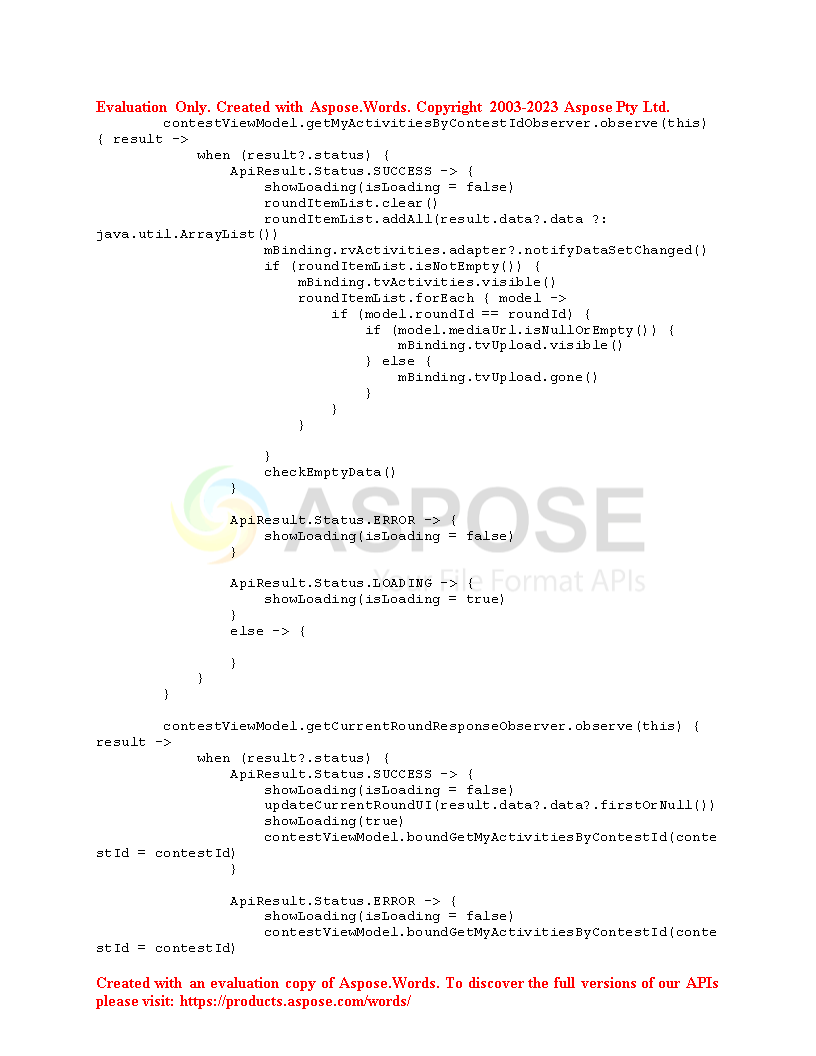 Evaluation Only. Created with Aspose.Words. Copyright 2003-2023 Aspose Pty Ltd.
contestViewModel.getMyActivitiesByContestIdObserver.observe(this)
{ result ->
when (result?.status) {
ApiResult.Status.SUCCESS -> {
showLoading(isLoading = false)
roundItemList.clear()
roundItemList.addAll(result.data?.data ?:
java.util.ArrayList())
mBinding.rvActivities.adapter?.notifyDataSetChanged()
if (roundItemList.isNotEmpty()) {
mBinding.tvActivities.visible()
roundItemList.forEach { model ->
if (model.roundId == roundId) {
if (model.mediaUrl.isNullOrEmpty()) {
mBinding.tvUpload.visible()
} else {
mBinding.tvUpload.gone()
}
}
}
}
checkEmptyData()
}
ASPOSE
ApiResult.Status.ERROR -> {
showLoading(isLoading = false)
}
Your File Format APIs
ApiResult.Status.LOADING -> {
showLoading(isLoading = true)
}
else -> {
}
}
}
contestViewModel.getCurrentRoundResponseObserver.observe(this) {
result ->
when (result?.status) {
ApiResult.Status.SUCCESS -> {
showLoading(isLoading = false)
updateCurrentRoundUI(result.data?.data?.firstOrNull())
showLoading(true)
contestViewModel.boundGetMyActivitiesByContestId(conte
stId = contestId)
}
ApiResult.Status.ERROR -> {
showLoading(isLoading = false)
contestViewModel.boundGetMyActivitiesByContestId(conte
stId = contestId)
Created with an evaluation copy of Aspose.Words. To discover the full versions of our APIs
please visit: https://products.aspose.com/words/